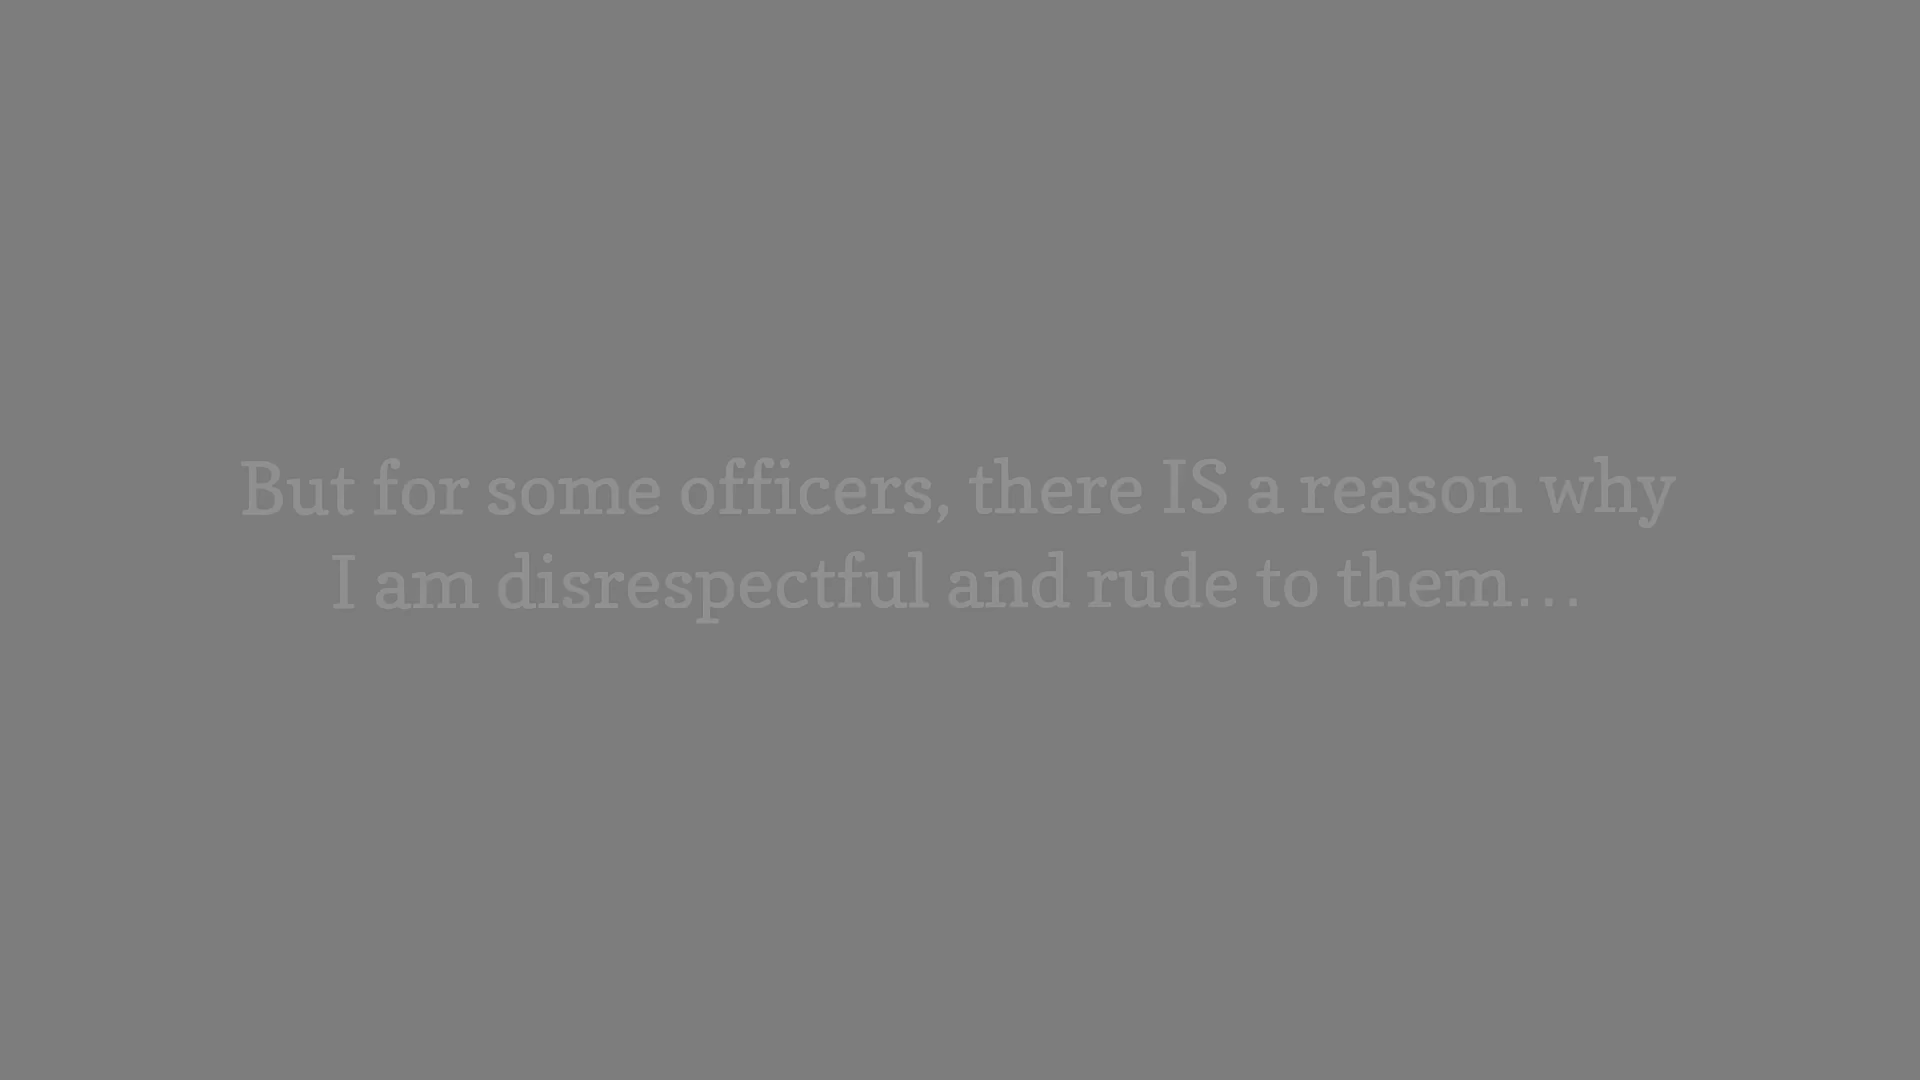 But for some officers, there IS a reason why
I am disrespectful and rude to them...